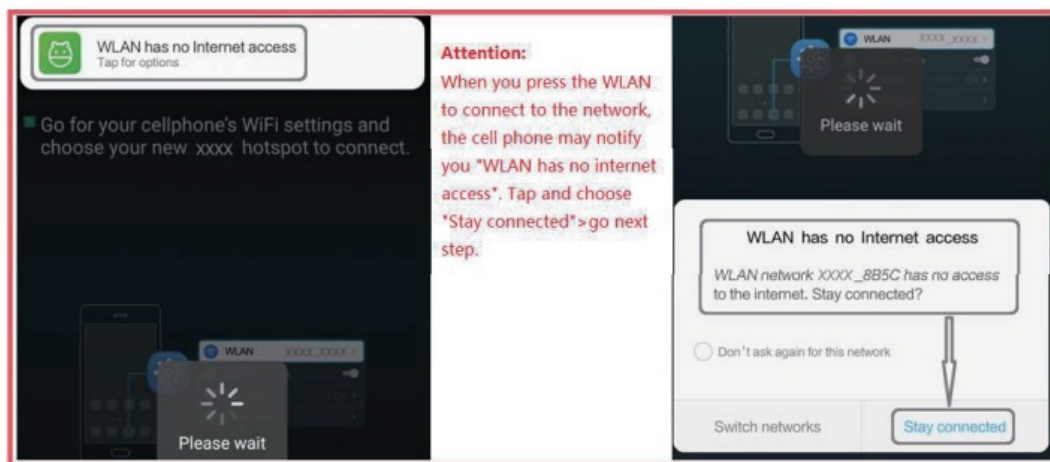 WLAN has no Internet access
Tap for options
Go for your cellphone's WiFi settings and
choose your new xxxx hotspot to connect.
WLAN XXXX_XXXX >
Please wait
Attention:
When you press the WLAN
to connect to the network,
the cell phone may notify
you "WLAN has no internet
access". Tap and choose
"Stay connected">go next
step.
WLAN XXXX_XXXX >
Please wait
WLAN has no Internet access
WLAN network XXXX_8B5C has no access
to the internet. Stay connected?
Don't ask again for this network
Switch networks
Stay connected